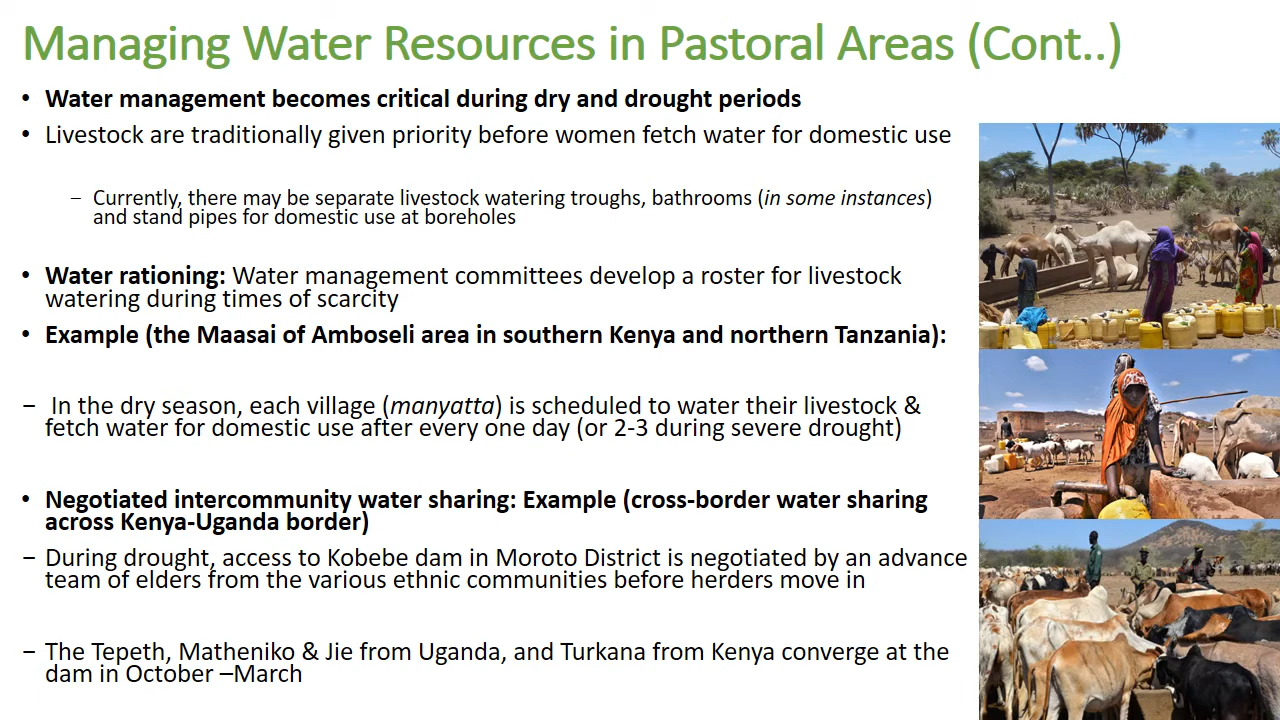 Managing Water Resources in Pastoral Areas (Cont..)
• Water management becomes critical during dry and drought periods
• Livestock are traditionally given priority before women fetch water for domestic use
– Currently, there may be separate livestock watering troughs, bathrooms (in some instances)
and stand pipes for domestic use at boreholes
• Water rationing: Water management committees develop a roster for livestock
watering during times of scarcity
• Example (the Maasai of Amboseli area in southern Kenya and northern Tanzania):
– In the dry season, each village (manyatta) is scheduled to water their livestock &
fetch water for domestic use after every one day (or 2-3 during severe drought)
• Negotiated intercommunity water sharing: Example (cross-border water sharing
across Kenya-Uganda border)
– During drought, access to Kobebe dam in Moroto District is negotiated by an advance
team of elders from the various ethnic communities before herders move in
– The Tepeth, Matheniko & Jie from Uganda, and Turkana from Kenya converge at the
dam in October –March